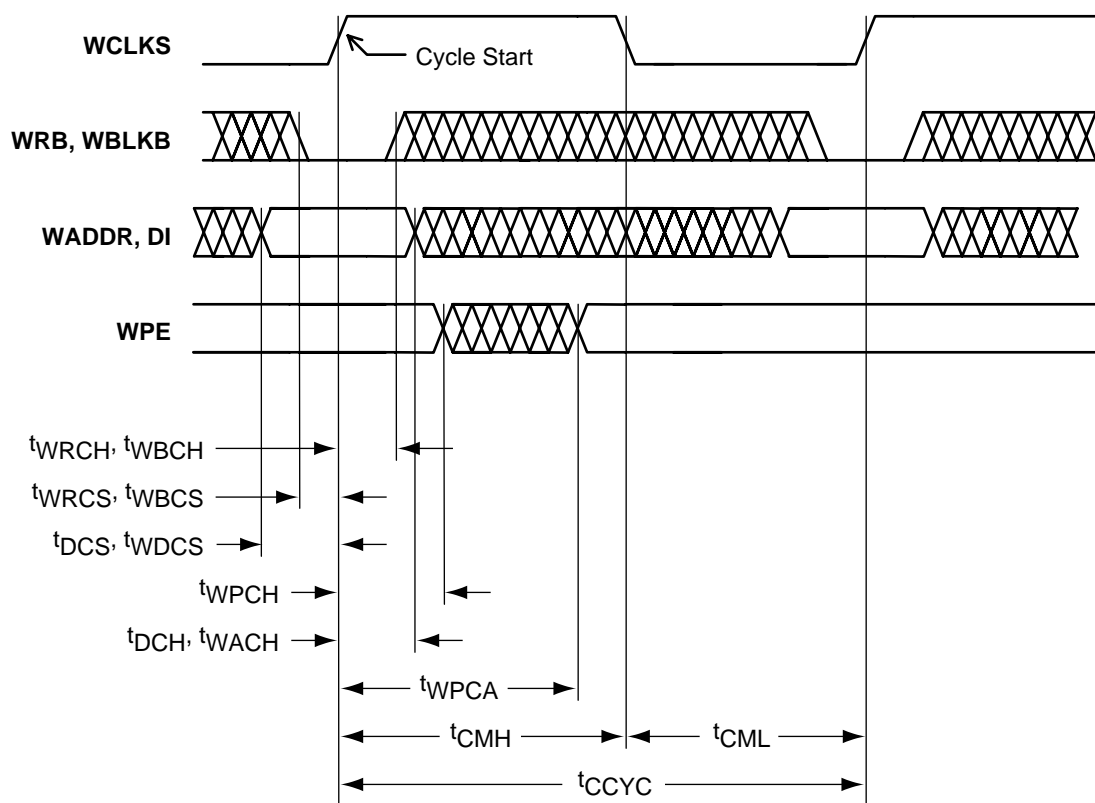 WCLKS
Cycle Start
WRB, WBLKB
WADDR, DI
WPE
tWRCH, tWBCH
tWRCS, tWBCS
tDCS, tWDCS
tWPCH
tDCH, tWACH
tWPCA
tCMH tCML
tCCYC